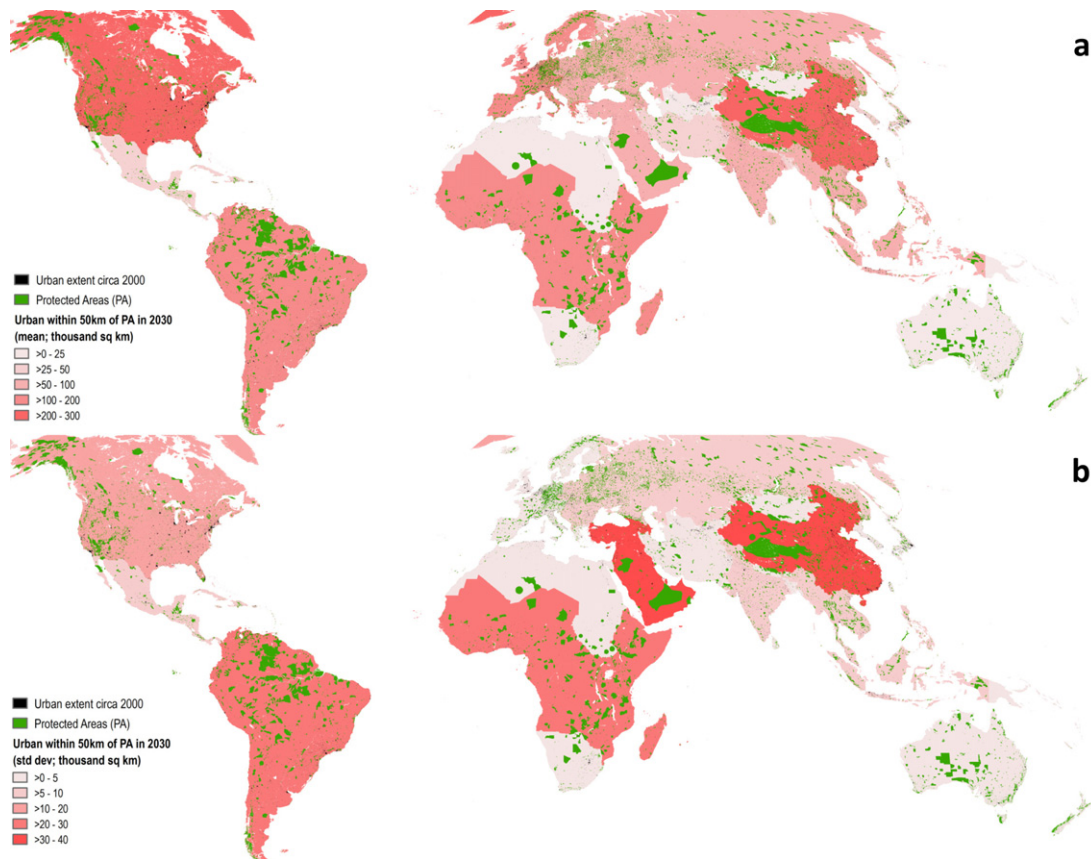 a
Urban extent circa 2000
Protected Areas (PA)
Urban within 50km of PA in 2030
(mean; thousand sq km)
>0 - 25
>25 - 50
>50 - 100
>100 - 200
>200 - 300
b
Urban extent circa 2000
Protected Areas (PA)
Urban within 50km of PA in 2030
(std dev; thousand sq km)
>0 - 5
>5 - 10
>10 - 20
>20 - 30
>30 - 40